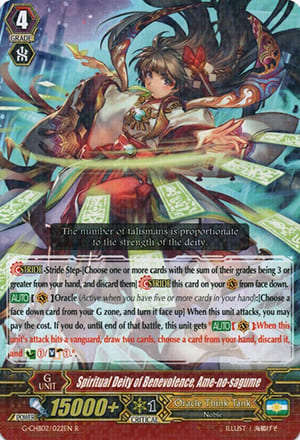 4
GRADE
The number of talismans is proportionate
to the strength of the deity.
STRIDE -Stride Step-[Choose one or more cards with the sum of their grades being 3 or
greater from your hand, and discard them] STRIDE this card on your Ⓥ from face down.
AUTO [Ⓥ] Oracle (Active when you have five or more cards in your hand):[Choose a
face down card from your G zone, and turn it face up] When this unit attacks, you may
pay the cost. If you do, until end of that battle, this unit gets "AUTO [Ⓥ]:When this
unit's attack hits a vanguard, draw two cards, choose a card from your hand,
G
UNIT
Spiritual Deity of Benevolence, Ame-no-sagume
POWER
15000+
1
CRITICAL
Oracle Think Tank
Noble
G-CHB02/022EN R
ILLUST / 海鵜げそ